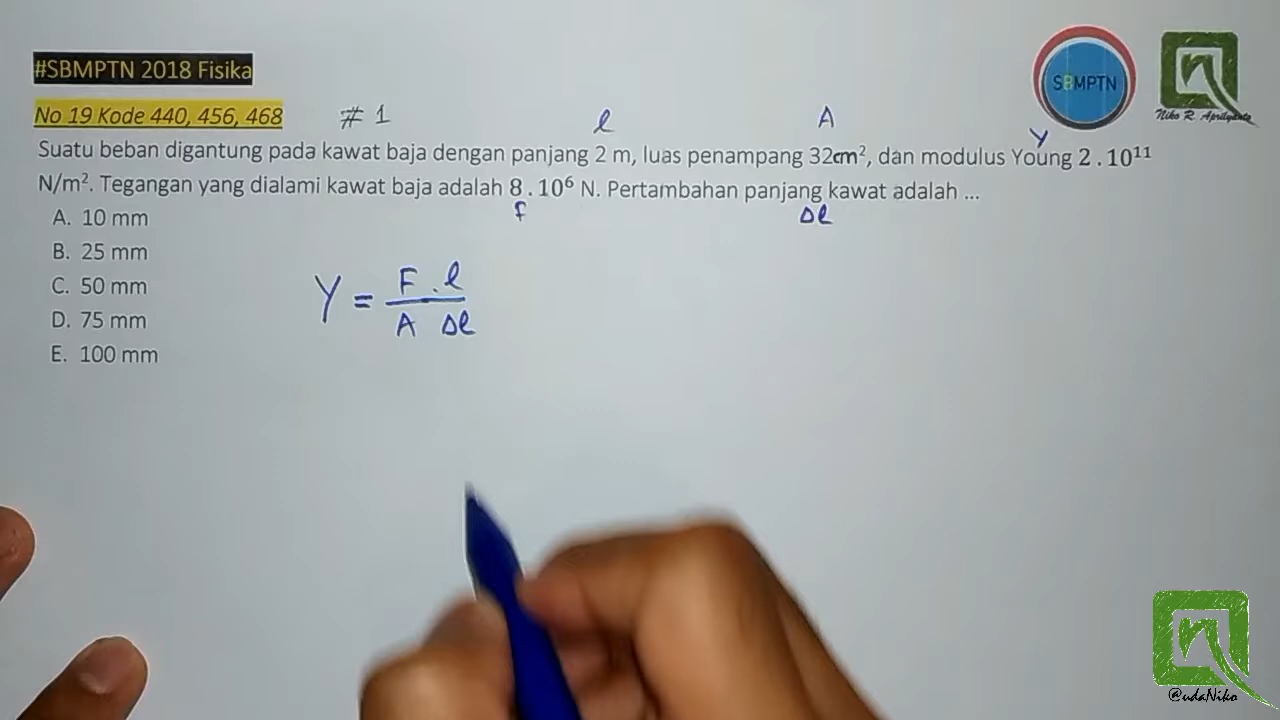 #SBMPTN 2018 Fisika
No 19 Kode 440, 456, 468 # 1
l A Y
Suatu beban digantung pada kawat baja dengan panjang 2 m, luas penampang 32cm², dan modulus Young 2 . 10¹¹
N/m². Tegangan yang dialami kawat baja adalah 8 . 10⁶ N. Pertambahan panjang kawat adalah ...
F Δl
A. 10 mm
B. 25 mm
C. 50 mm
D. 75 mm
E. 100 mm
Y = F . l
A Δl
SBMPTN
Niko R. Aprilyanto
@udaNiko